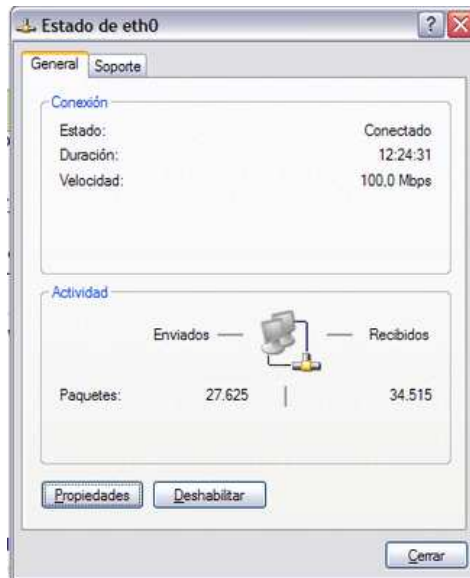 Estado de eth0
General Soporte
Conexión
Estado: Conectado
Duración: 12:24:31
Velocidad: 100,0 Mbps
Actividad
Enviados Recibidos
Paquetes: 27.625 34.515
Propiedades Deshabilitar
Cerrar